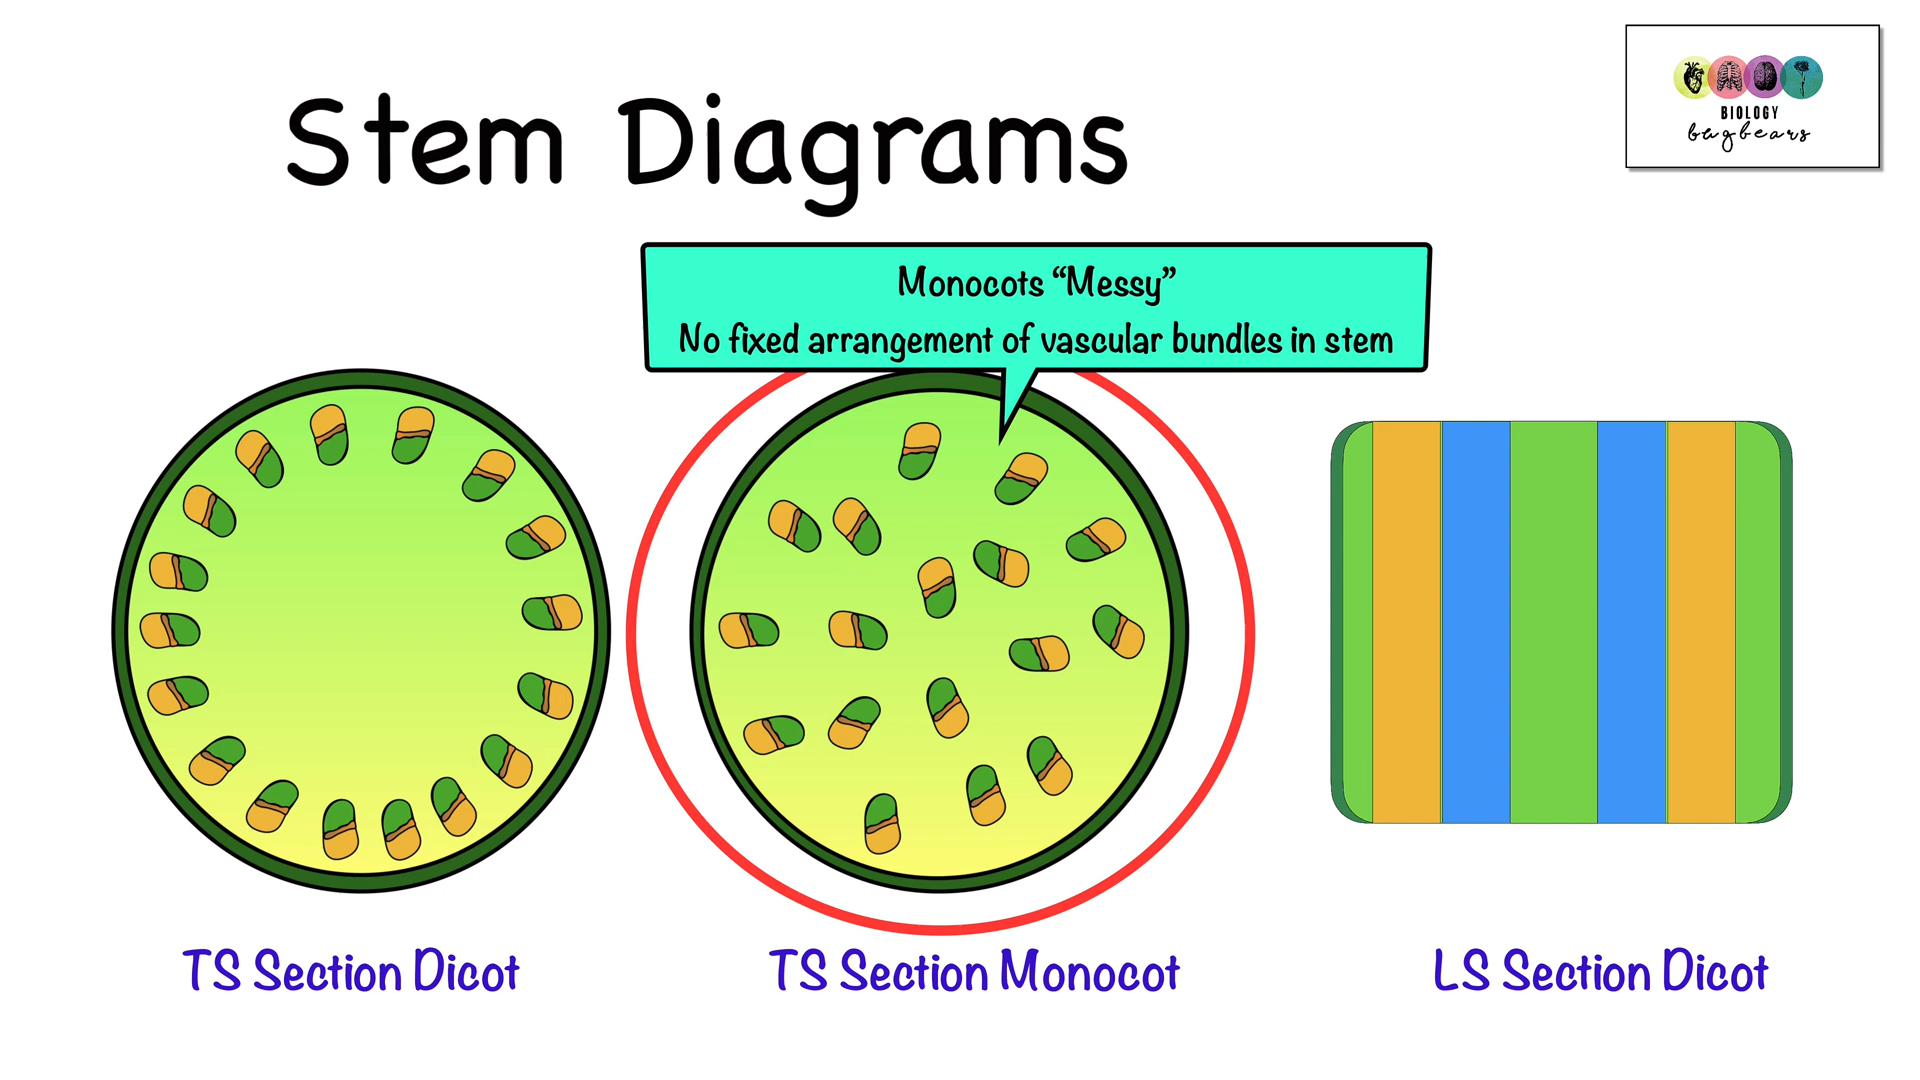 Stem Diagrams
BIOLOGY
bugbears
Monocots “Messy”
No fixed arrangement of vascular bundles in stem
TS Section Dicot
TS Section Monocot
LS Section Dicot